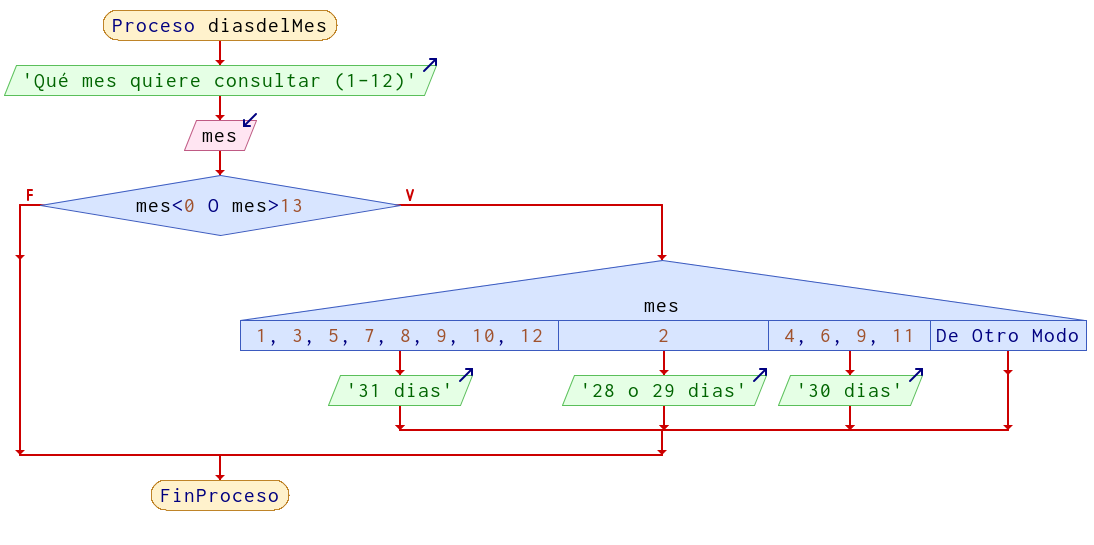 Proceso diasdelMes
'Qué mes quiere consultar (1-12)'
mes
F
V
mes<0 O mes>13
mes
1, 3, 5, 7, 8, 9, 10, 12
2
4, 6, 9, 11
De Otro Modo
'31 dias'
'28 o 29 dias'
'30 dias'
FinProceso